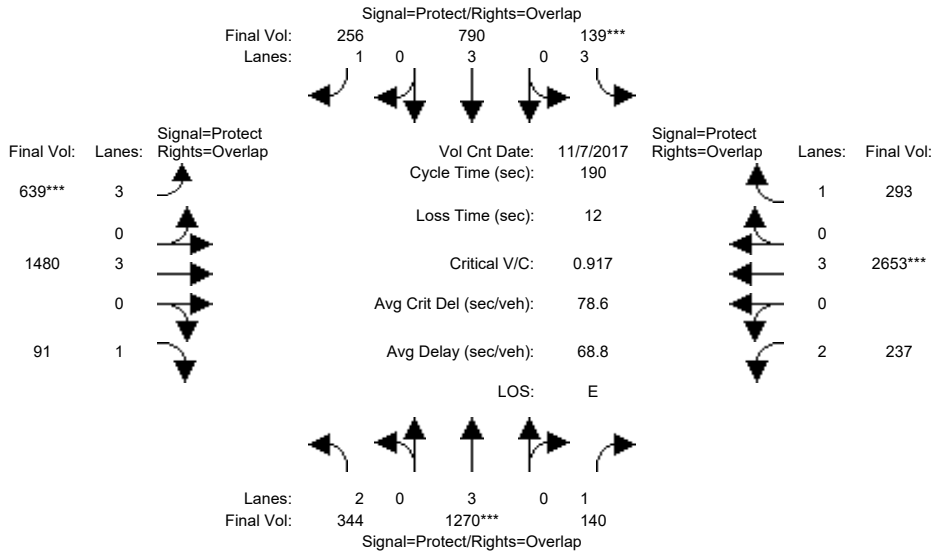 Signal=Protect/Rights=Overlap
Final Vol: 256 790 139***
Lanes: 1 0 3 0 3
Signal=Protect
Final Vol: Lanes: Rights=Overlap
639*** 3
0
1480 3
0
91 1
Vol Cnt Date: 11/7/2017
Cycle Time (sec): 190
Loss Time (sec): 12
Critical V/C: 0.917
Avg Crit Del (sec/veh): 78.6
Avg Delay (sec/veh): 68.8
LOS: E
Signal=Protect
Rights=Overlap Lanes: Final Vol:
1 293
0
3 2653***
0
2 237
Lanes: 2 0 3 0 1
Final Vol: 344 1270*** 140
Signal=Protect/Rights=Overlap